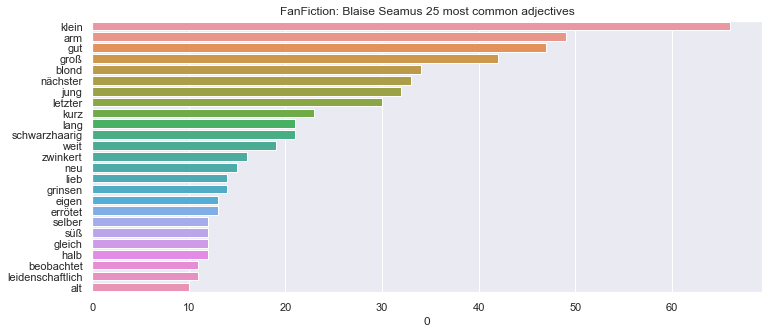 FanFiction: Blaise Seamus 25 most common adjectives
klein
arm
gut
groß
blond
nächster
jung
letzter
kurz
lang
schwarzhaarig
weit
zwinkert
neu
lieb
grinsen
eigen
errötet
selber
süß
gleich
halb
beobachtet
leidenschaftlich
alt
0 10 20 30 40 50 60
0